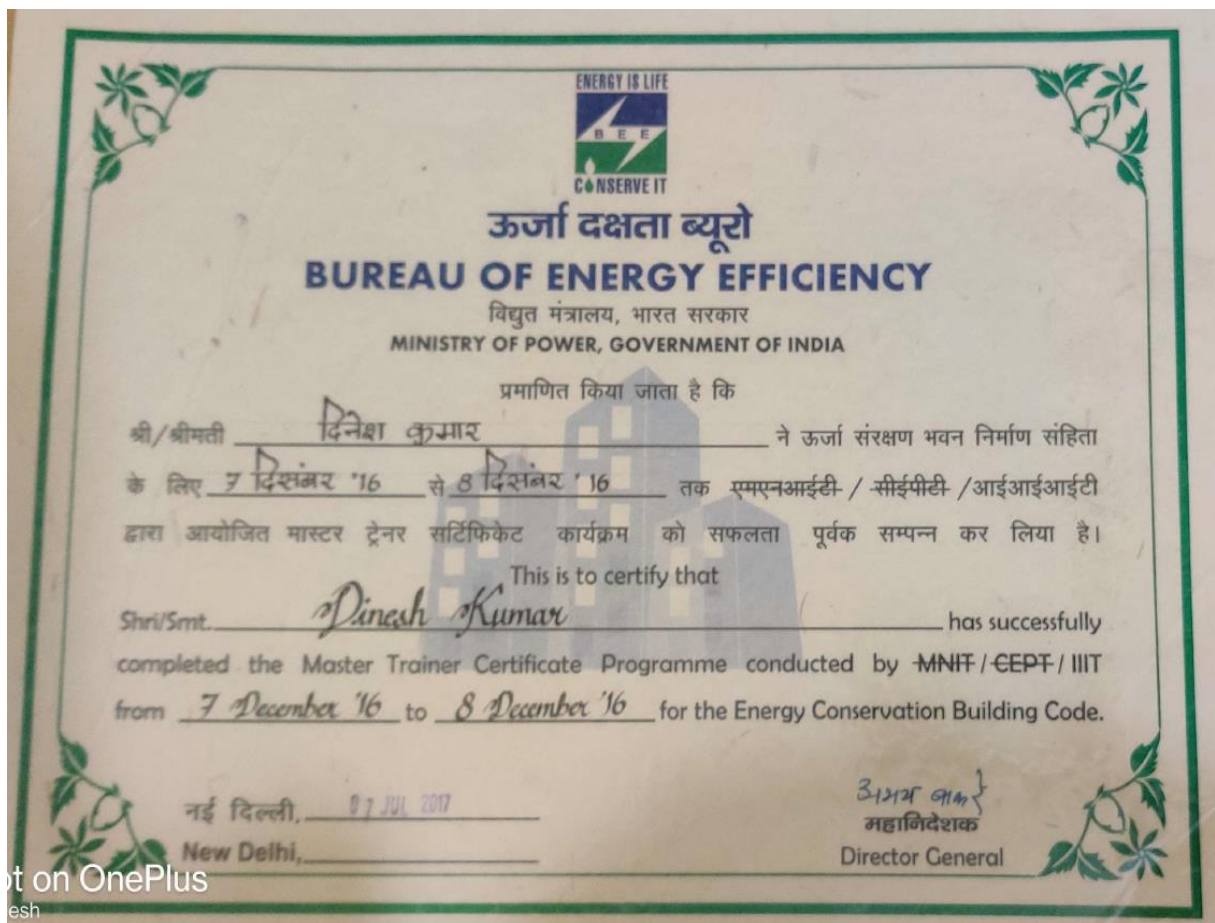 ENERGY IS LIFE
BEE
CONSERVE IT
ऊर्जा दक्षता ब्यूरो
BUREAU OF ENERGY EFFICIENCY
विद्युत मंत्रालय, भारत सरकार
MINISTRY OF POWER, GOVERNMENT OF INDIA
प्रमाणित किया जाता है कि
श्री/श्रीमती दिनेश कुमार ने ऊर्जा संरक्षण भवन निर्माण संहिता
के लिए 7 दिसंबर '16 से 8 दिसंबर '16 तक एमएनआईटी / सीईपीटी /आईआईआईटी
द्वारा आयोजित मास्टर ट्रेनर सर्टिफिकेट कार्यक्रम को सफलता पूर्वक सम्पन्न कर लिया है।
This is to certify that
Shri/Smt. Dinesh Kumar has successfully
completed the Master Trainer Certificate Programme conducted by MNIT / CEPT / IIIT
from 7 December '16 to 8 December '16 for the Energy Conservation Building Code.
नई दिल्ली, 07 JUL 2017
New Delhi,
अभय बाकरे
महानिदेशक
Director General
ot on OnePlus
esh